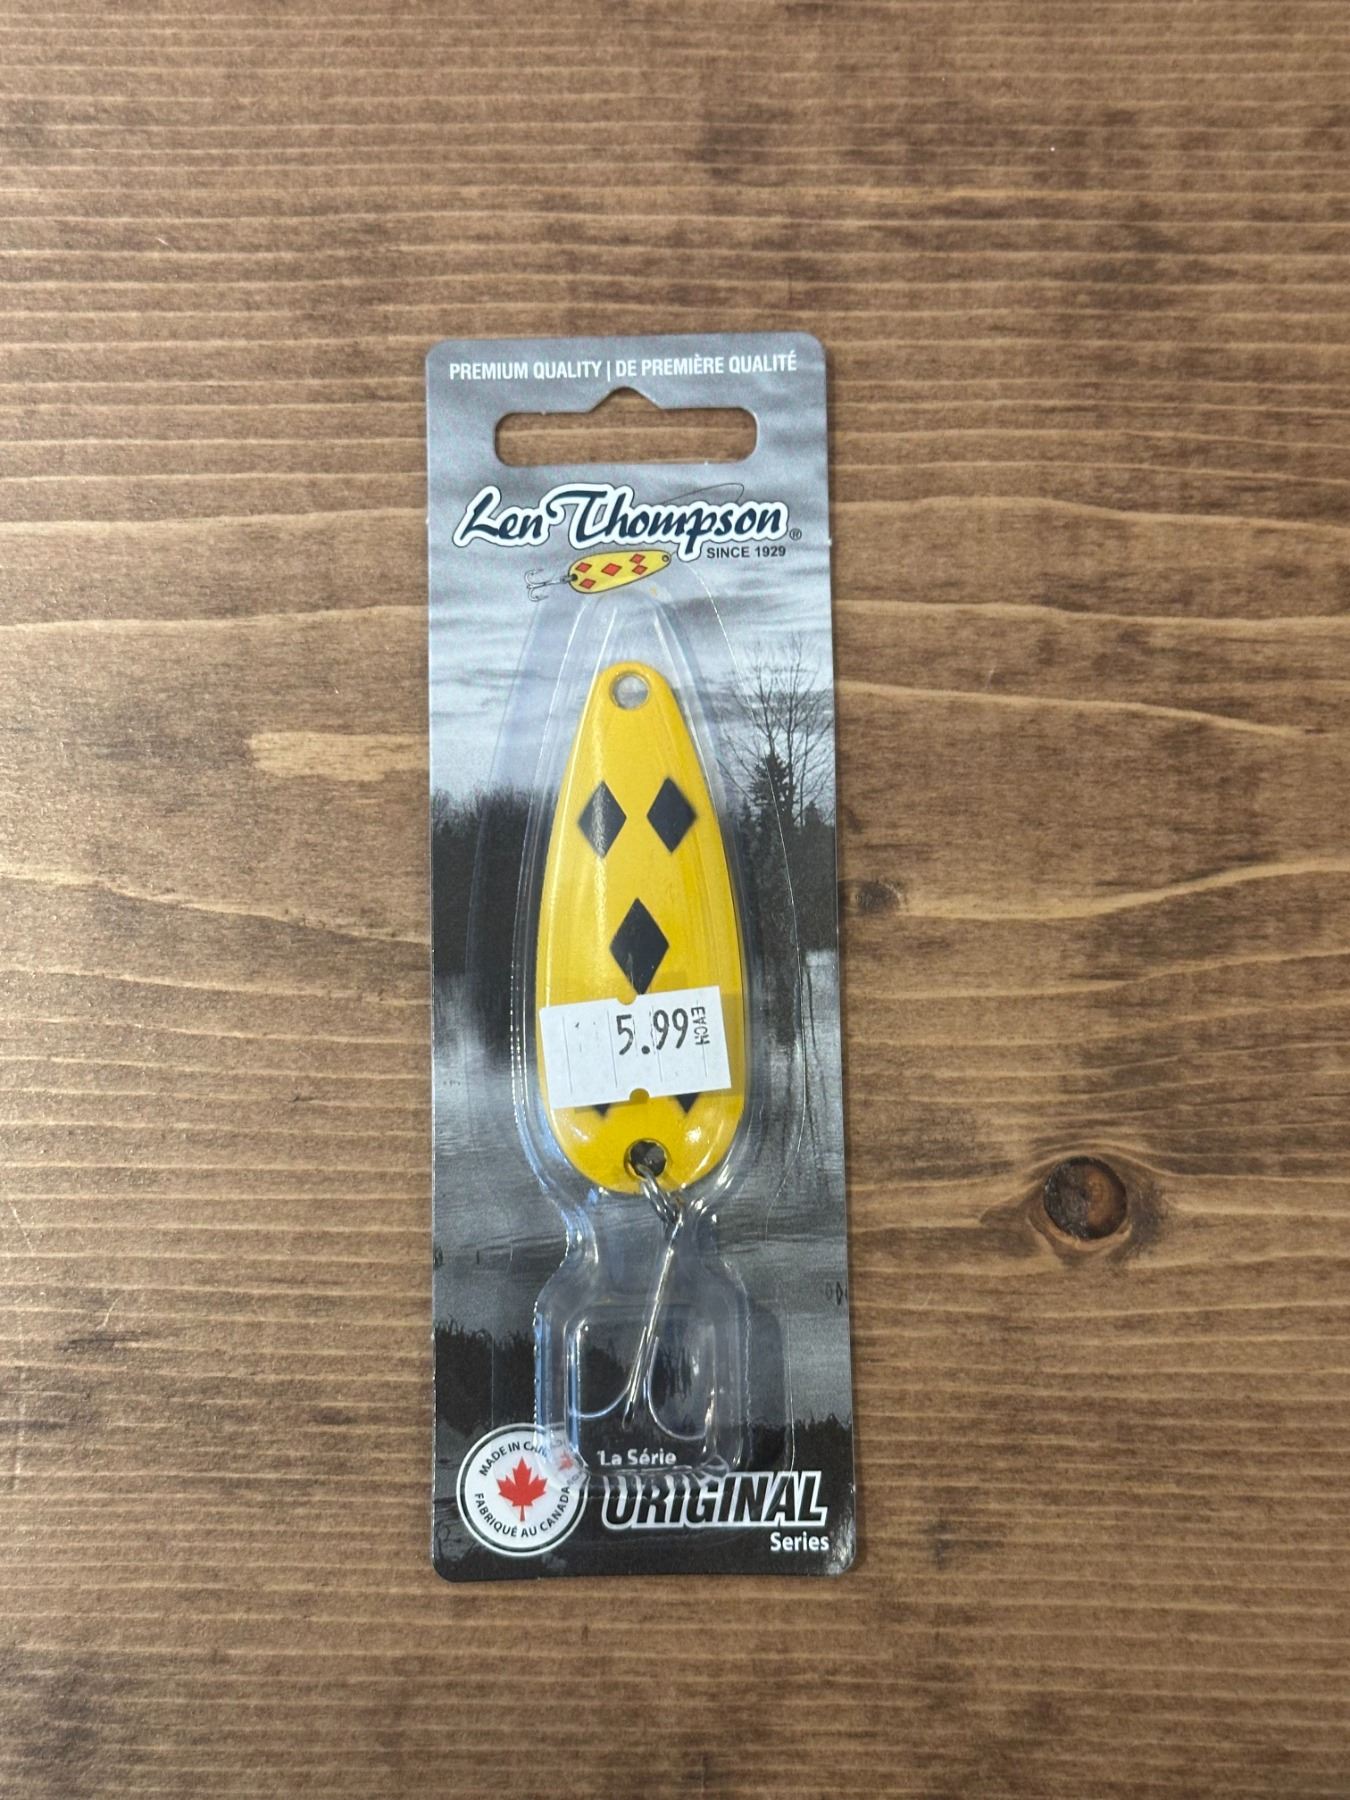 PREMIUM QUALITY | DE PREMIÈRE QUALITÉ
Len Thompson®
SINCE 1929
5.99 EACH
MADE IN CANADA
FABRIQUÉ AU CANADA
La Série
ORIGINAL
Series